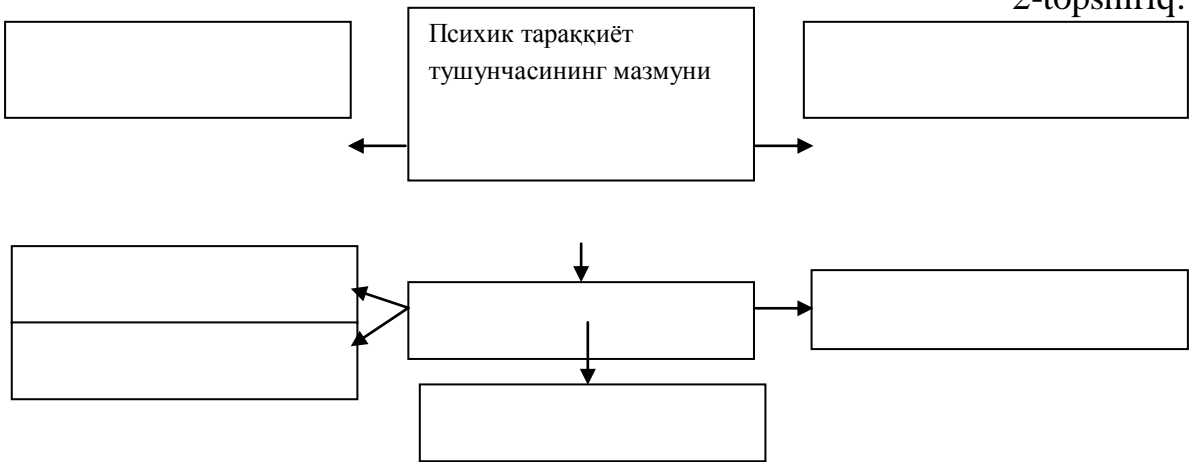 2-topshiriq.
Психик тараққиёт
тушунчасининг мазмуни